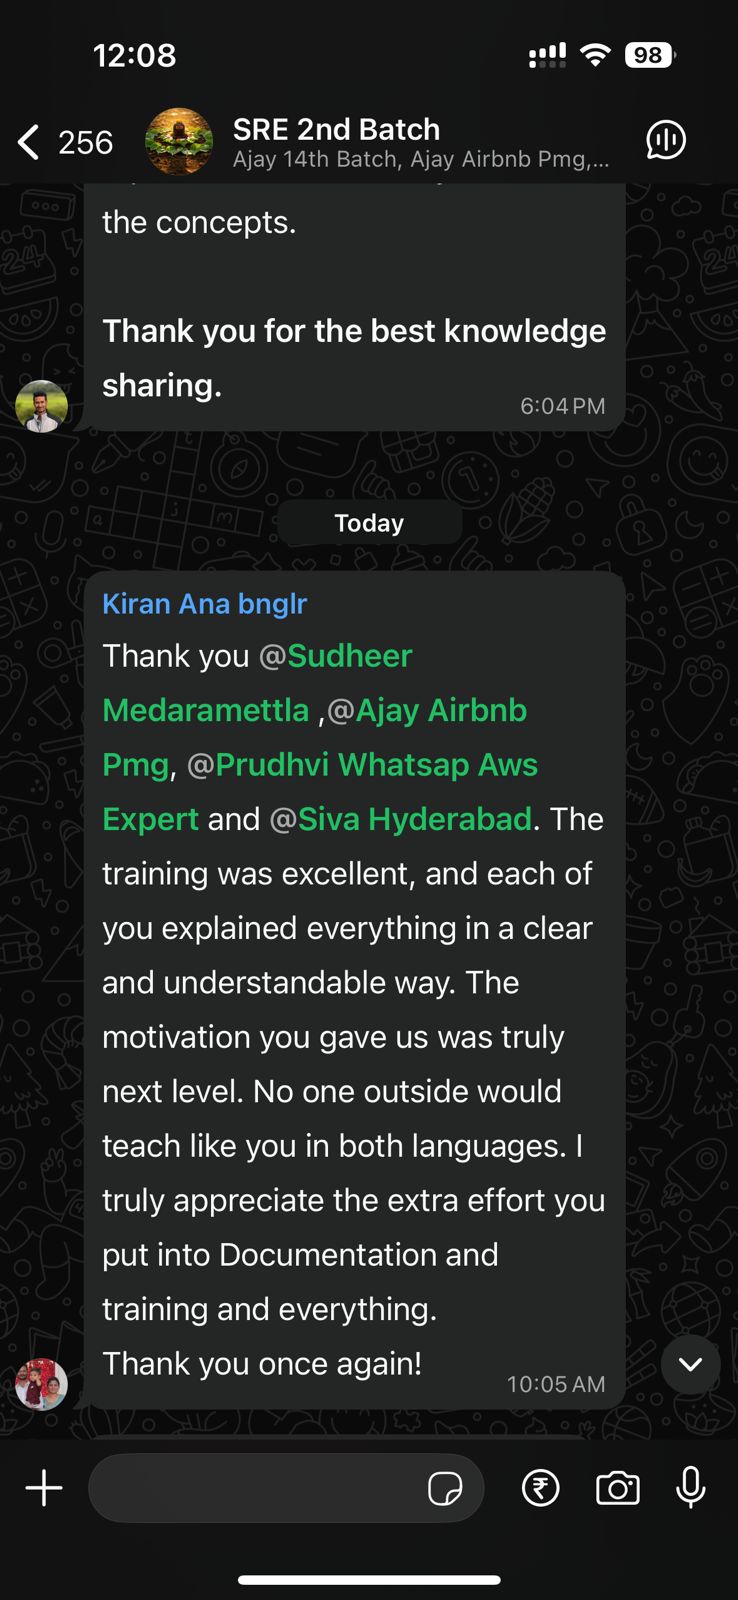 12:08
98
256
SRE 2nd Batch
Ajay 14th Batch, Ajay Airbnb Pmg,...
the concepts.
Thank you for the best knowledge
sharing.
6:04 PM
Today
Kiran Ana bnglr
Thank you @Sudheer
Medaramettla ,@Ajay Airbnb
Pmg, @Prudhvi Whatsap Aws
Expert and @Siva Hyderabad. The
training was excellent, and each of
you explained everything in a clear
and understandable way. The
motivation you gave us was truly
next level. No one outside would
teach like you in both languages. I
truly appreciate the extra effort you
put into Documentation and
training and everything.
Thank you once again!
10:05 AM